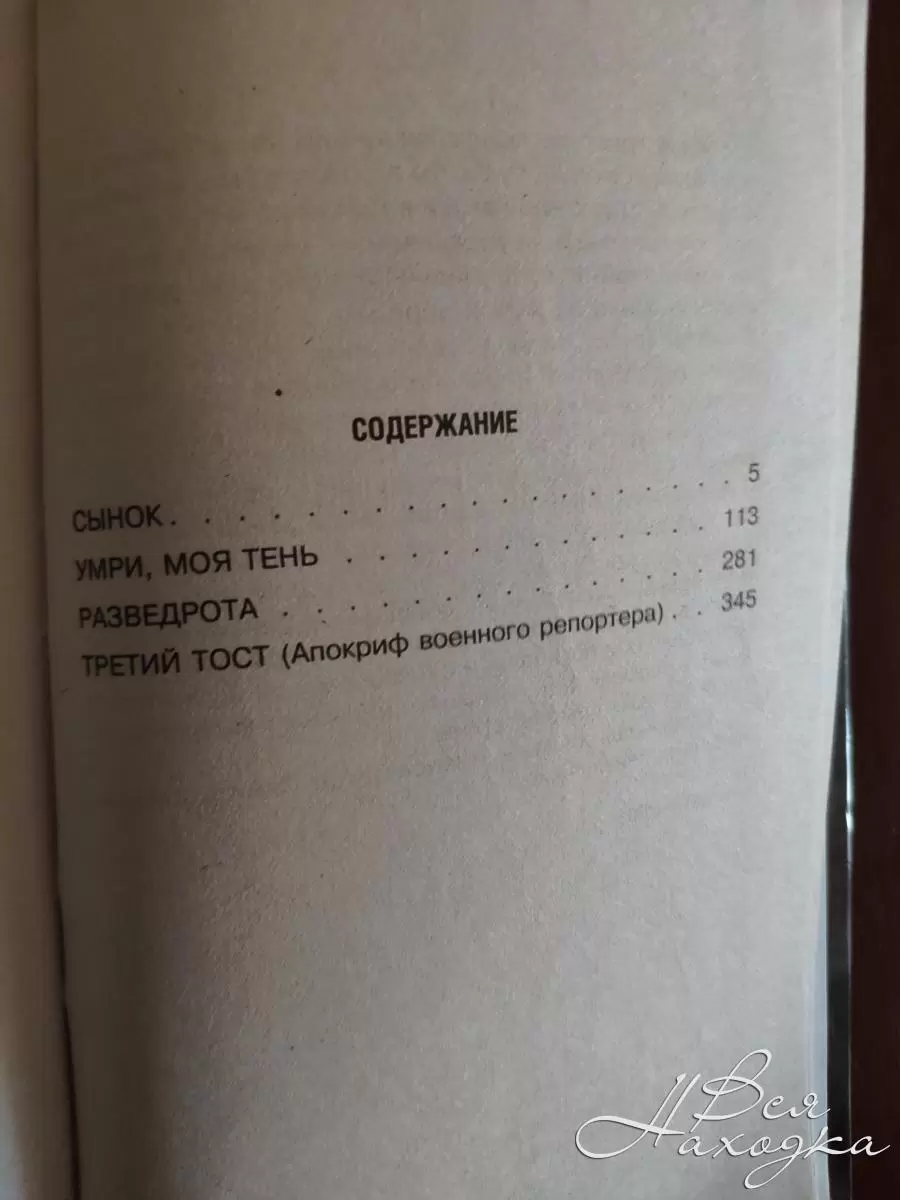 СОДЕРЖАНИЕ
СЫНОК. . . . . . . . . . . . . . . . . . . . . 5
УМРИ, МОЯ ТЕНЬ . . . . . . . . . . . . . 113
РАЗВЕДРОТА . . . . . . . . . . . . . . . 281
ТРЕТИЙ ТОСТ (Апокриф военного репортера) . . 345
Вся
Находка